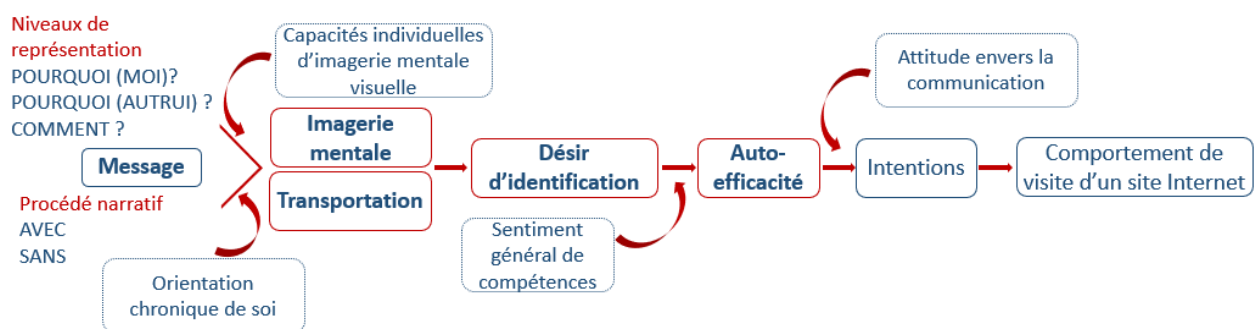 Niveaux de
représentation
POURQUOI (MOI)?
POURQUOI (AUTRUI) ?
COMMENT ?
Message
Procédé narratif
AVEC
SANS
Capacités individuelles
d’imagerie mentale
visuelle
Imagerie
mentale
Transportation
Orientation
chronique de soi
Désir
d’identification
Sentiment
général de
compétences
Auto-
efficacité
Attitude envers la
communication
Intentions
Comportement de
visite d’un site Internet